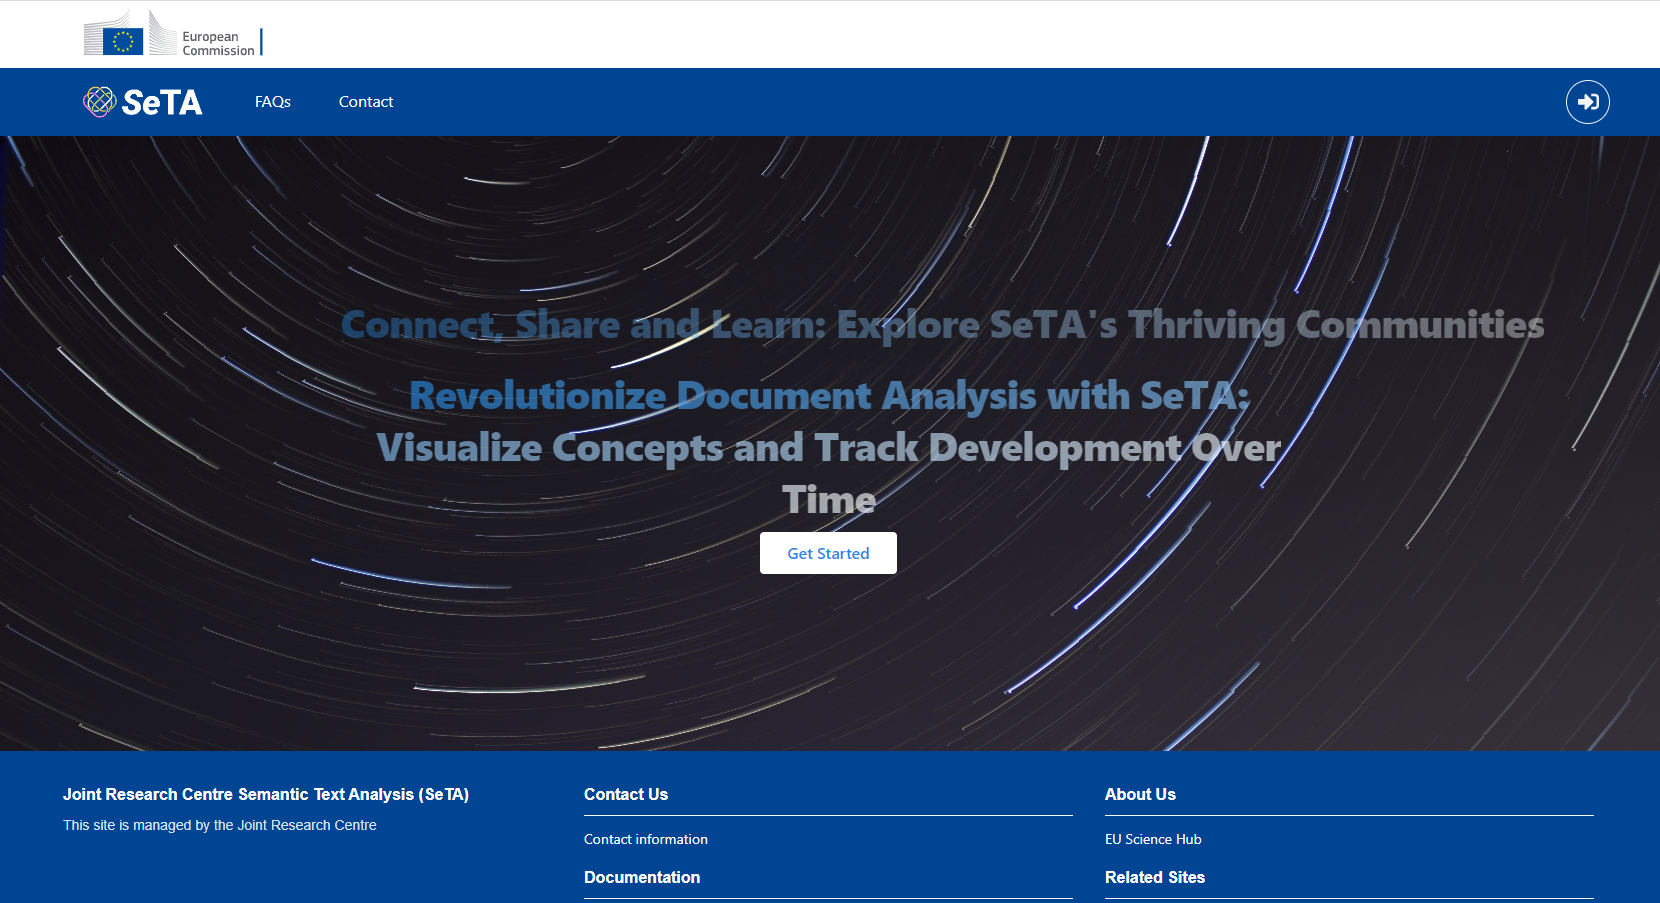 European
Commission
SeTA
FAQs
Contact
Connect, Share and Learn: Explore SeTA's Thriving Communities
Revolutionize Document Analysis with SeTA:
Visualize Concepts and Track Development Over
Time
Get Started
Joint Research Centre Semantic Text Analysis (SeTA)
This site is managed by the Joint Research Centre
Contact Us
Contact information
Documentation
About Us
EU Science Hub
Related Sites